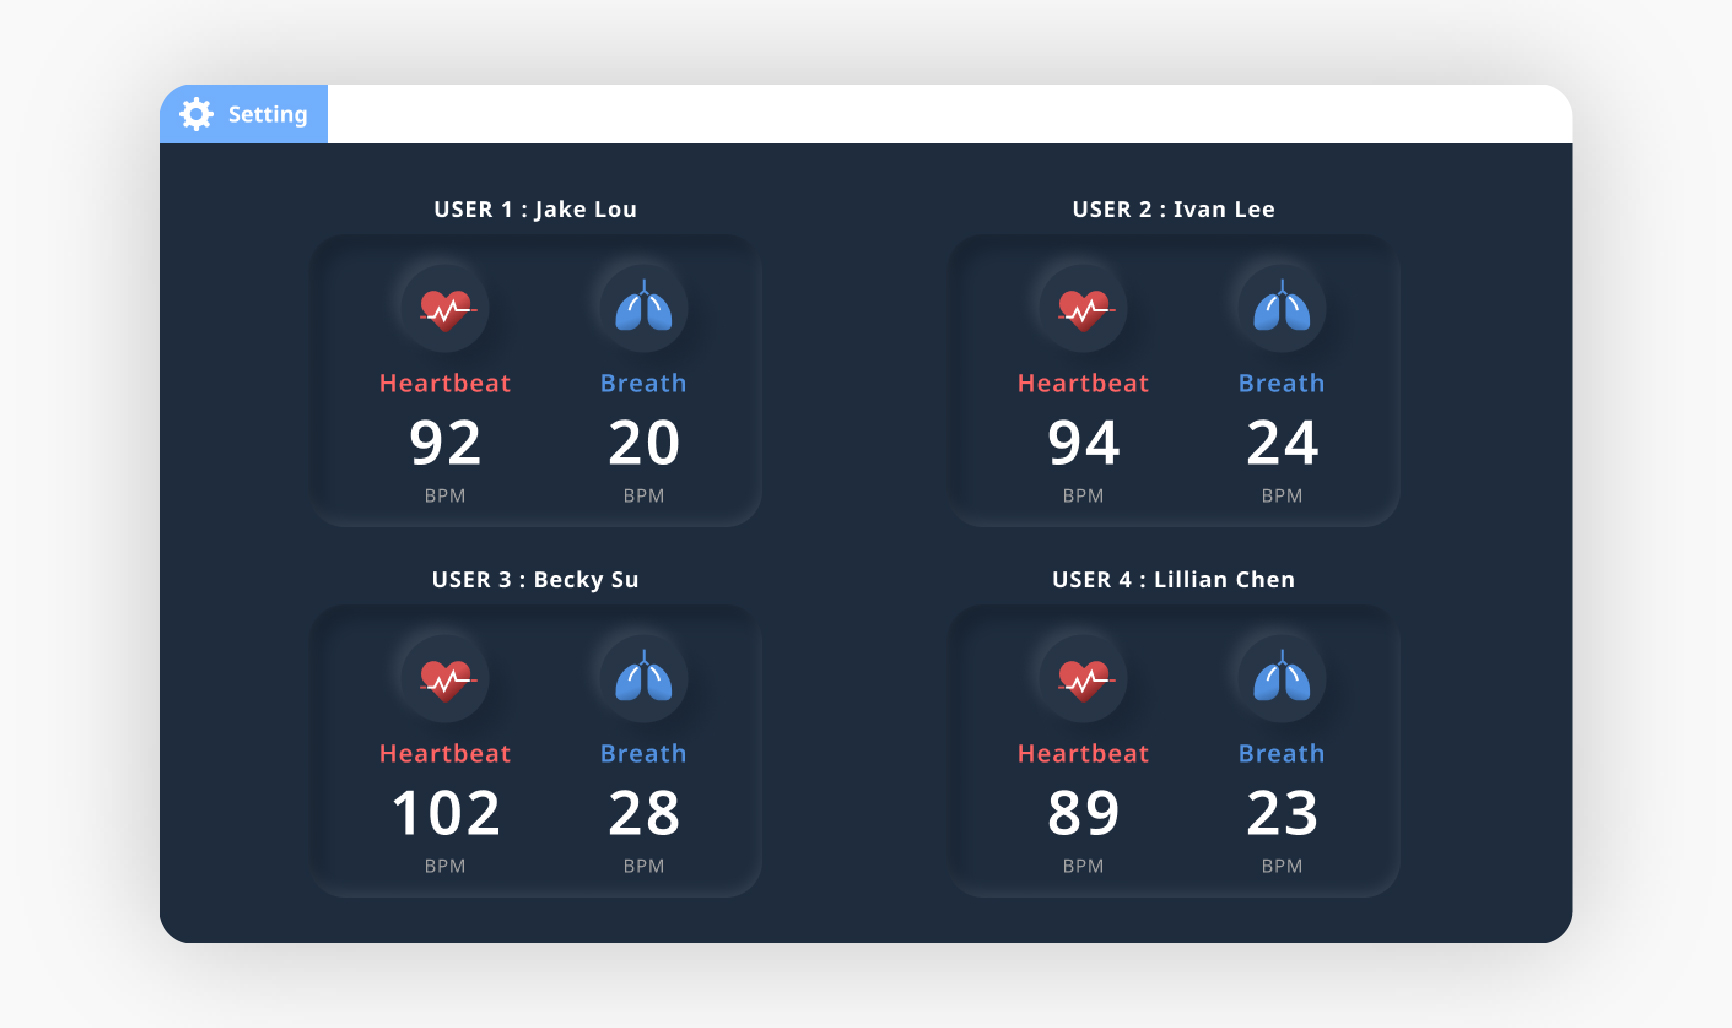 Setting
USER 1 : Jake Lou
Heartbeat
92
BPM
Breath
20
BPM
USER 2 : Ivan Lee
Heartbeat
94
BPM
Breath
24
BPM
USER 3 : Becky Su
Heartbeat
102
BPM
Breath
28
BPM
USER 4 : Lillian Chen
Heartbeat
89
BPM
Breath
23
BPM